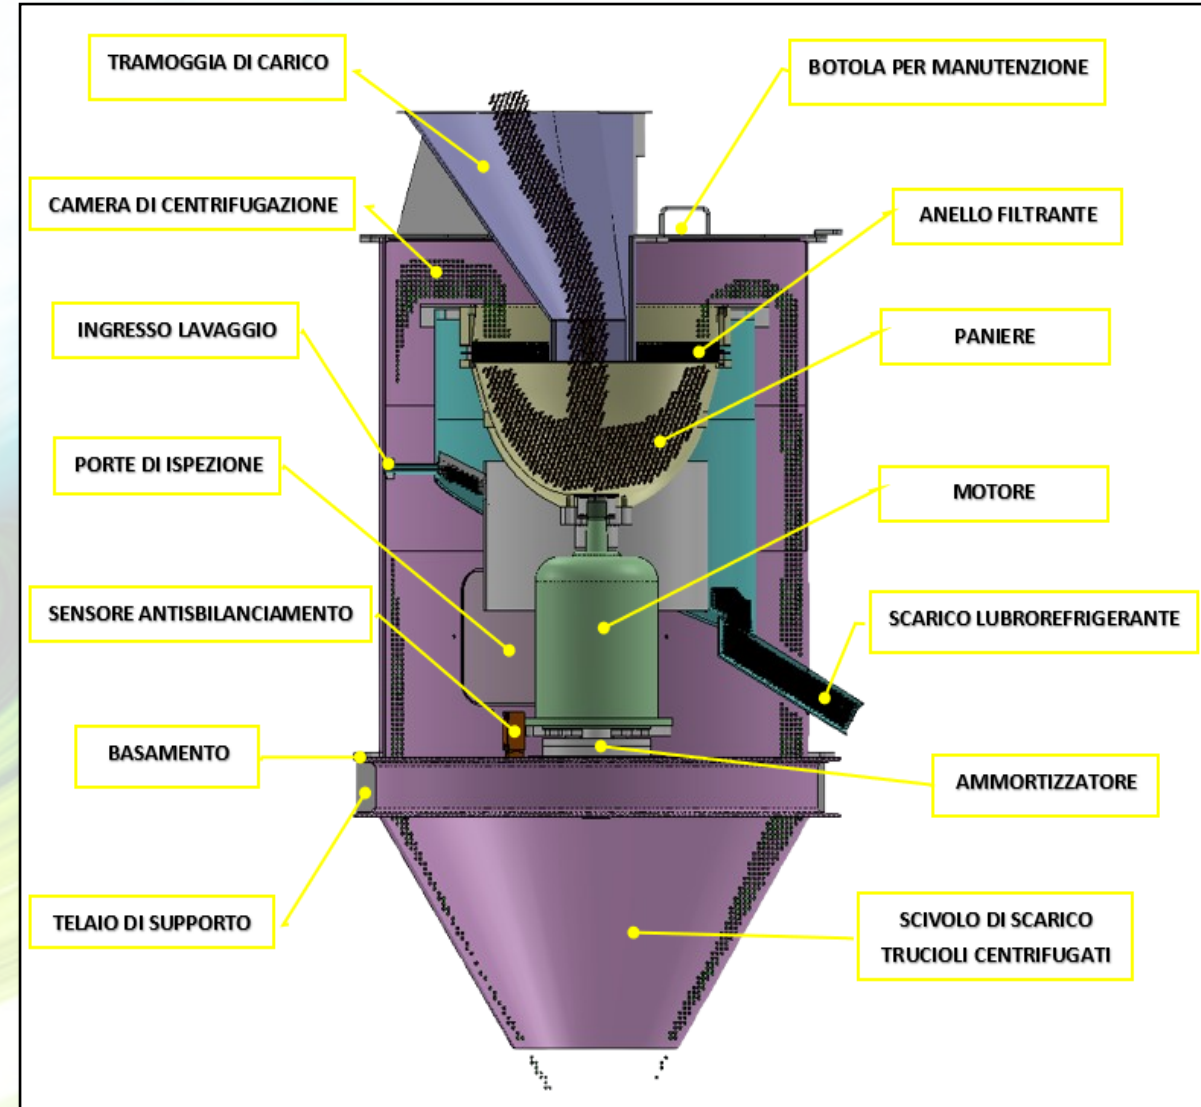 TRAMOGGIA DI CARICO
BOTOLA PER MANUTENZIONE
CAMERA DI CENTRIFUGAZIONE
ANELLO FILTRANTE
INGRESSO LAVAGGIO
PANIERE
PORTE DI ISPEZIONE
MOTORE
SENSORE ANTISBILANCIAMENTO
SCARICO LUBROREFRIGERANTE
BASAMENTO
AMMORTIZZATORE
TELAIO DI SUPPORTO
SCIVOLO DI SCARICO
TRUCIOLI CENTRIFUGATI